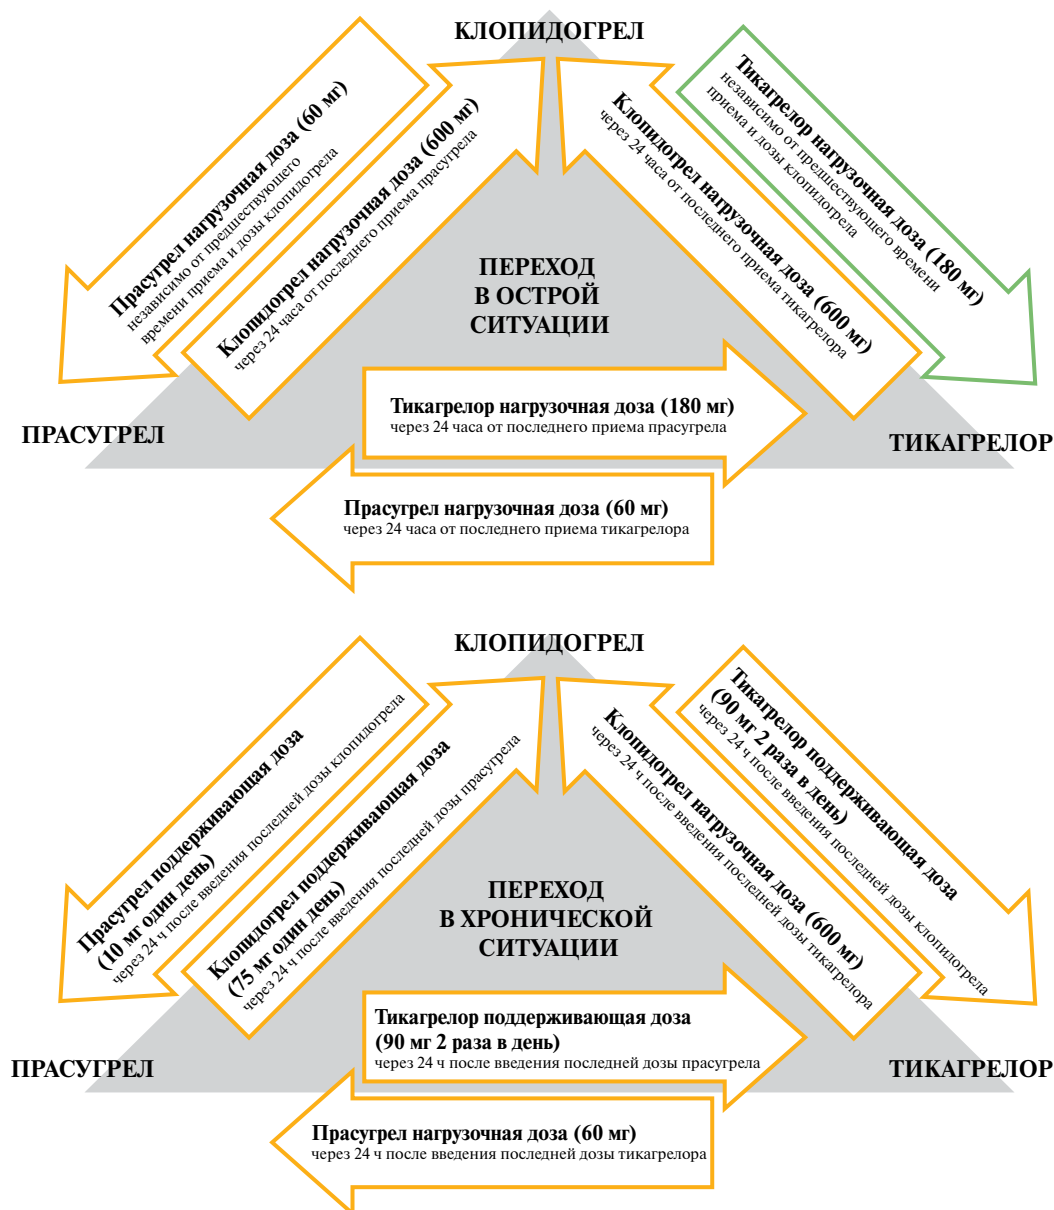 КЛОПИДОГРЕЛ
Прасугрел нагрузочная доза (60 мг)
независимо от предшествующего
времени приема и дозы клопидогрела
Клопидогрел нагрузочная доза (600 мг)
через 24 часа от последнего приема прасугрела
Клопидогрел нагрузочная доза (600 мг)
через 24 часа от последнего приема тикагрелора
Тикагрелор нагрузочная доза (180 мг)
независимо от предшествующего времени
приема и дозы клопидогрела
ПЕРЕХОД
В ОСТРОЙ
СИТУАЦИИ
ПРАСУГРЕЛ
Тикагрелор нагрузочная доза (180 мг)
через 24 часа от последнего приема прасугрела
ТИКАГРЕЛОР
Прасугрел нагрузочная доза (60 мг)
через 24 часа от последнего приема тикагрелора
КЛОПИДОГРЕЛ
Прасугрел поддерживающая доза
(10 мг один день)
через 24 ч после введения последней дозы клопидогрела
Клопидогрел поддерживающая доза
(75 мг один день)
через 24 ч после введения последней дозы прасугрела
Клопидогрел нагрузочная доза (600 мг)
через 24 ч после введения последней дозы тикагрелора
Тикагрелор поддерживающая доза
(90 мг 2 раза в день)
через 24 ч после введения последней дозы клопидогрела
ПЕРЕХОД
В ХРОНИЧЕСКОЙ
СИТУАЦИИ
ПРАСУГРЕЛ
Тикагрелор поддерживающая доза
(90 мг 2 раза в день)
через 24 ч после введения последней дозы прасугрела
ТИКАГРЕЛОР
Прасугрел нагрузочная доза (60 мг)
через 24 ч после введения последней дозы тикагрелора